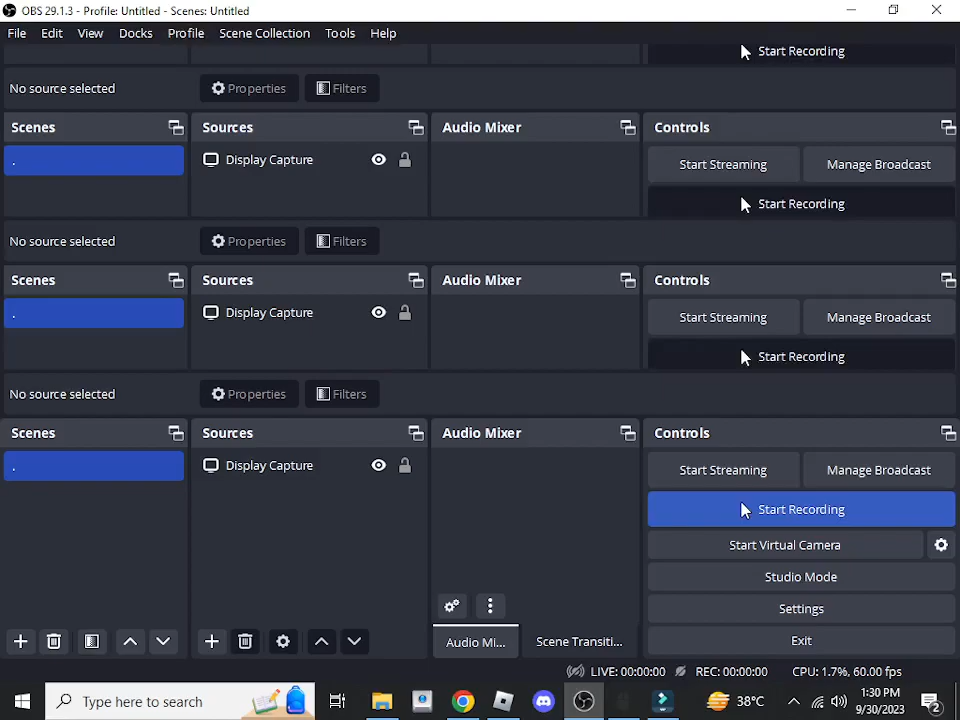 OBS 29.1.3 - Profile: Untitled - Scenes: Untitled
File Edit View Docks Profile Scene Collection Tools Help
Start Recording
No source selected Properties Filters
Scenes Sources Audio Mixer Controls
. Display Capture Start Streaming Manage Broadcast
Start Recording
No source selected Properties Filters
Scenes Sources Audio Mixer Controls
. Display Capture Start Streaming Manage Broadcast
Start Recording
No source selected Properties Filters
Scenes Sources Audio Mixer Controls
. Display Capture Start Streaming Manage Broadcast
Start Recording
Start Virtual Camera
Studio Mode
Settings
Audio Mi... Scene Transiti... Exit
LIVE: 00:00:00 REC: 00:00:00 CPU: 1.7%, 60.00 fps
Type here to search 38°C 1:30 PM
9/30/2023 2